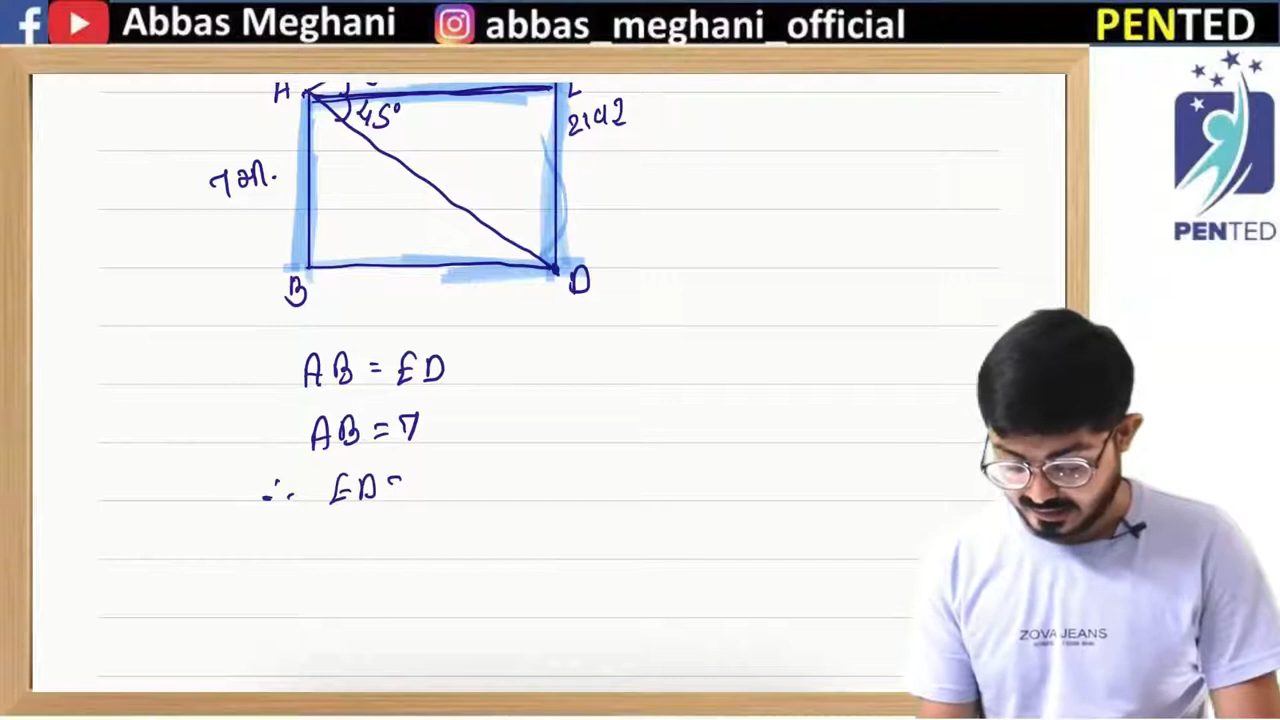 f Abbas Meghani abbas_meghani_official PENTED
A
45°
ટાવર
7 મી.
B
D
AB = ED
AB = 7
∴ ED =
PENTED
ZOVA JEANS